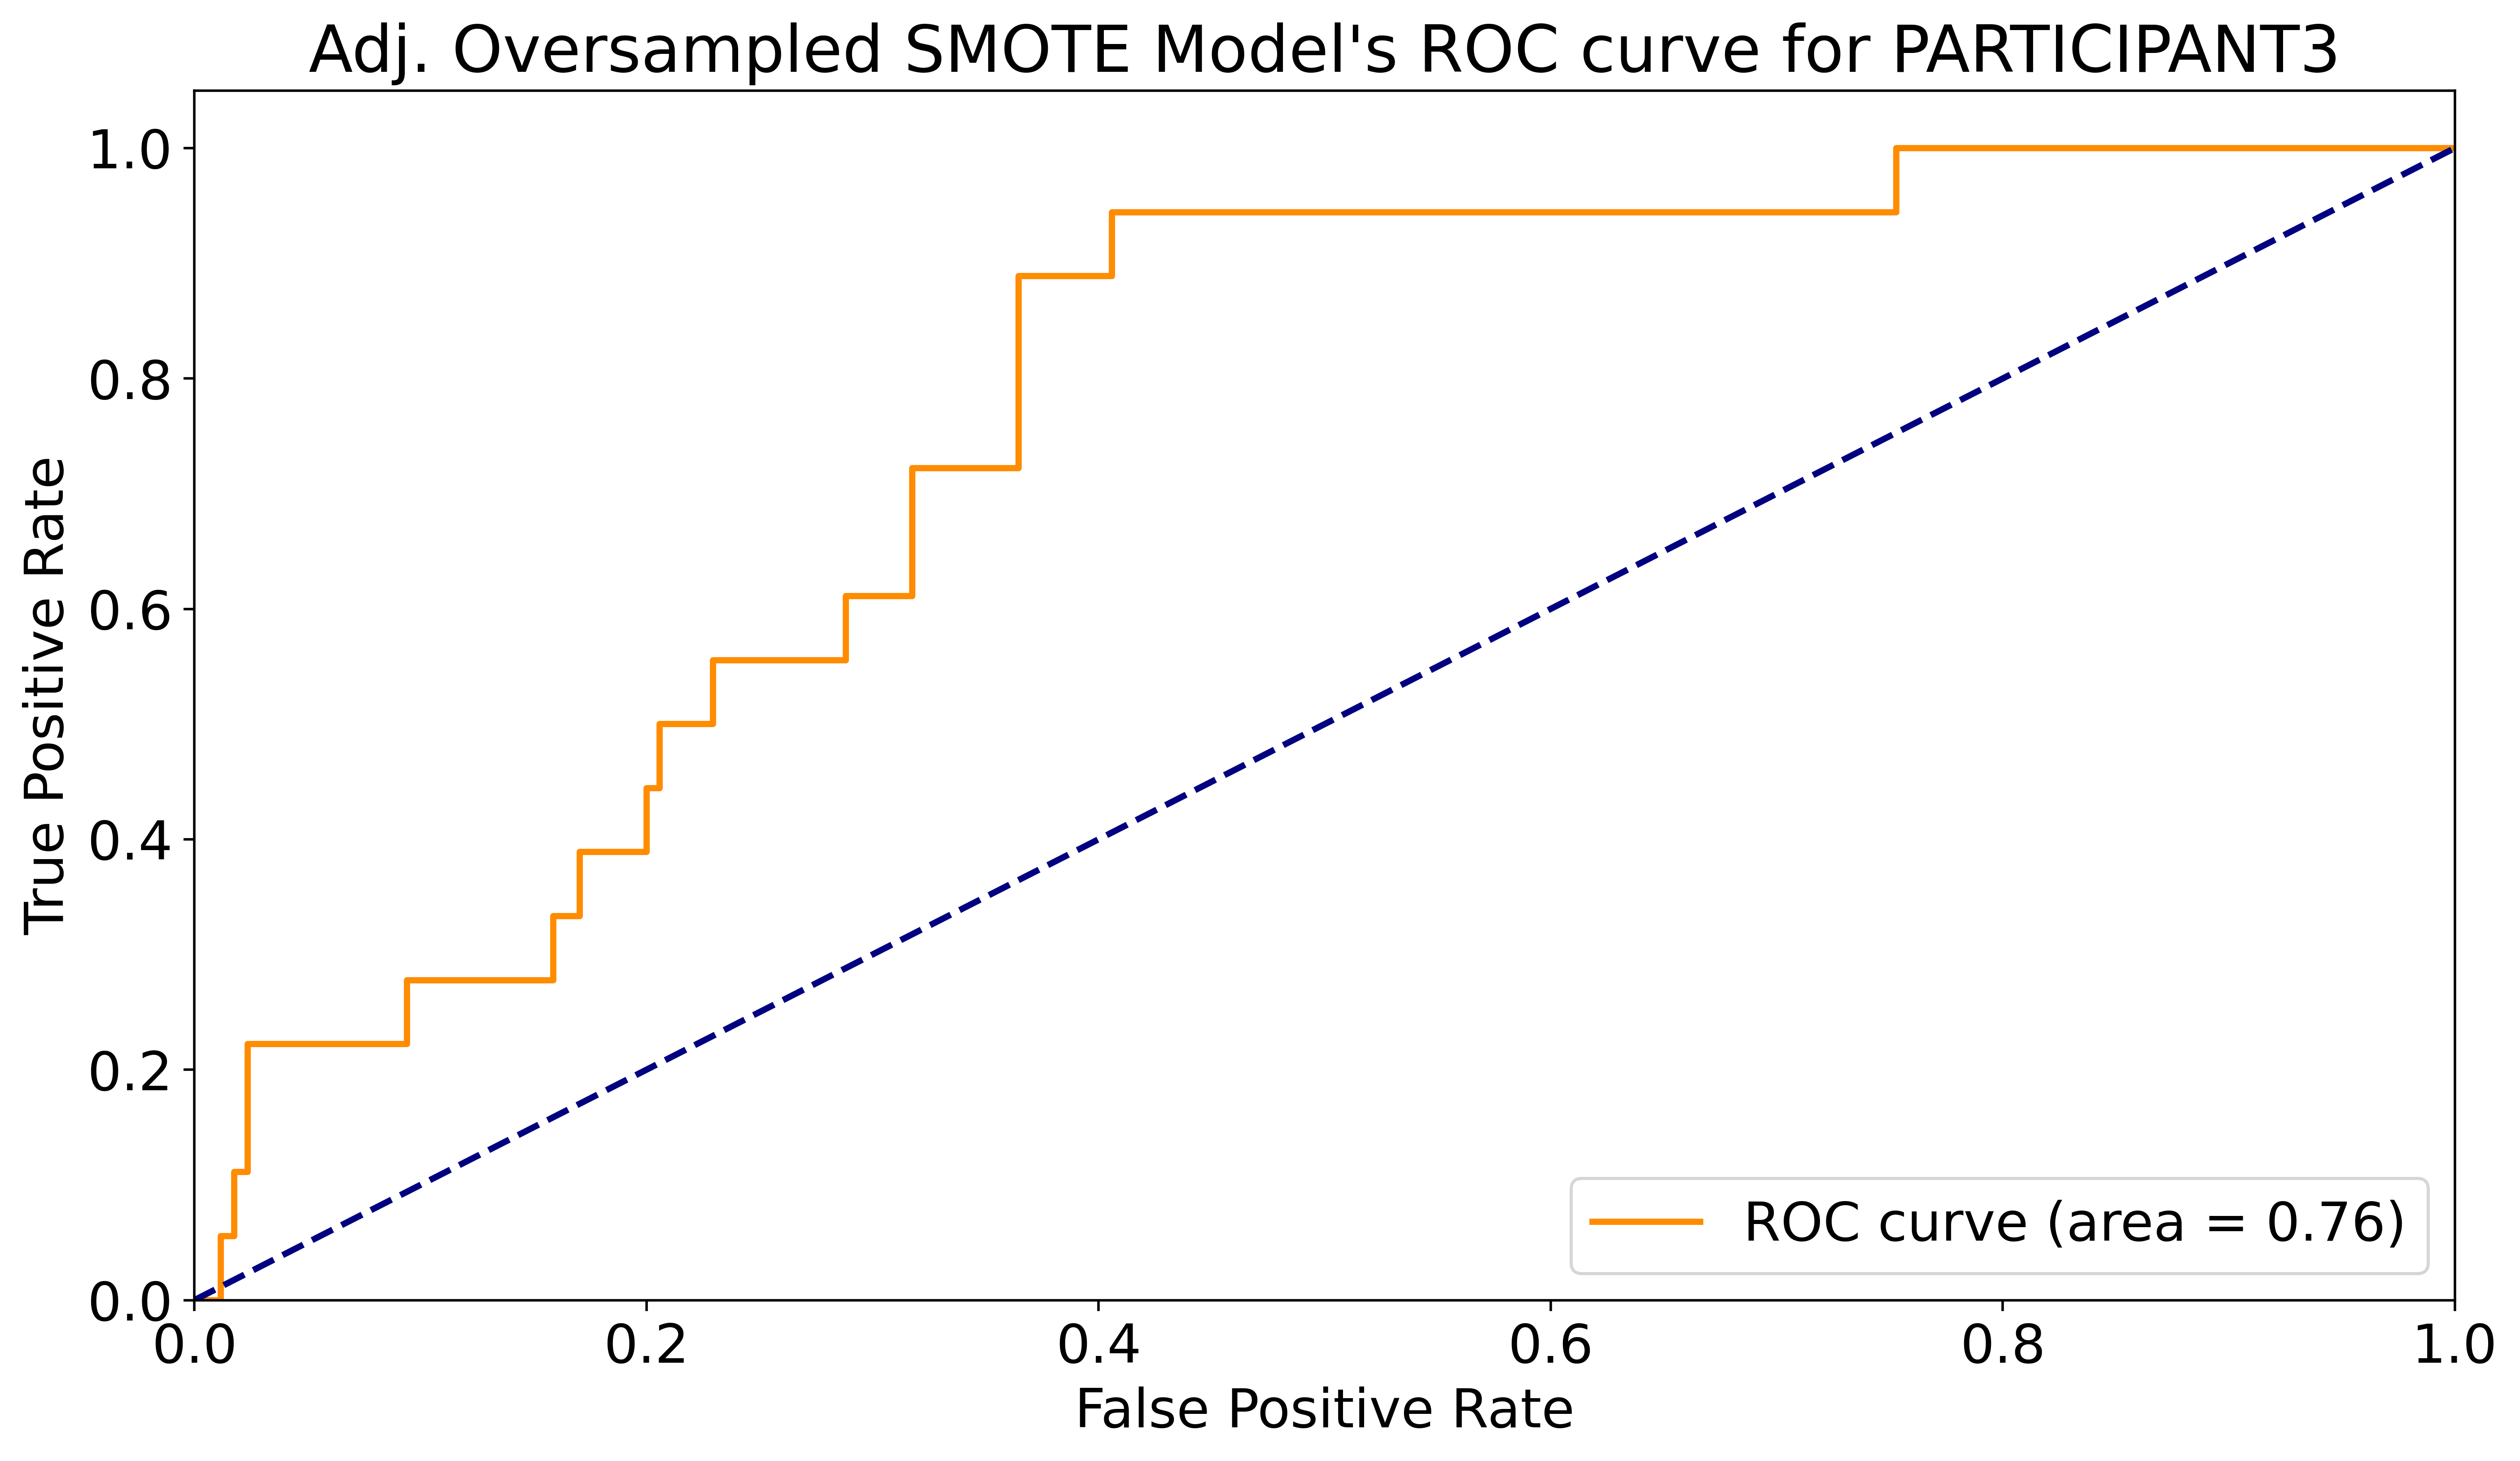 Adj. Oversampled SMOTE Model's ROC curve for PARTICIPANT3
1.0
0.8
0.6
0.4
0.2
0.0
True Positive Rate
ROC curve (area = 0.76)
0.0 0.2 0.4 0.6 0.8 1.0
False Positive Rate